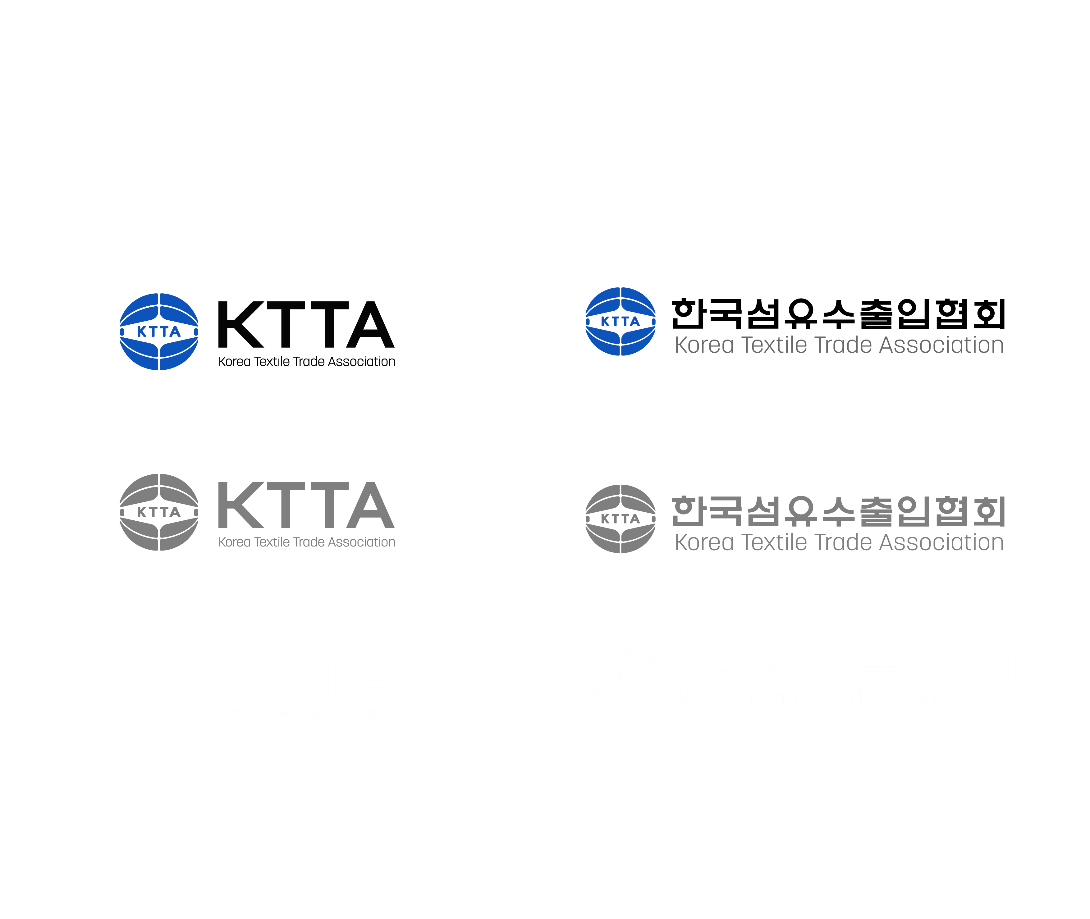 KTTA
KTTA
Korea Textile Trade Association
KTTA
한국섬유수출입협회
Korea Textile Trade Association
KTTA
KTTA
Korea Textile Trade Association
KTTA
한국섬유수출입협회
Korea Textile Trade Association